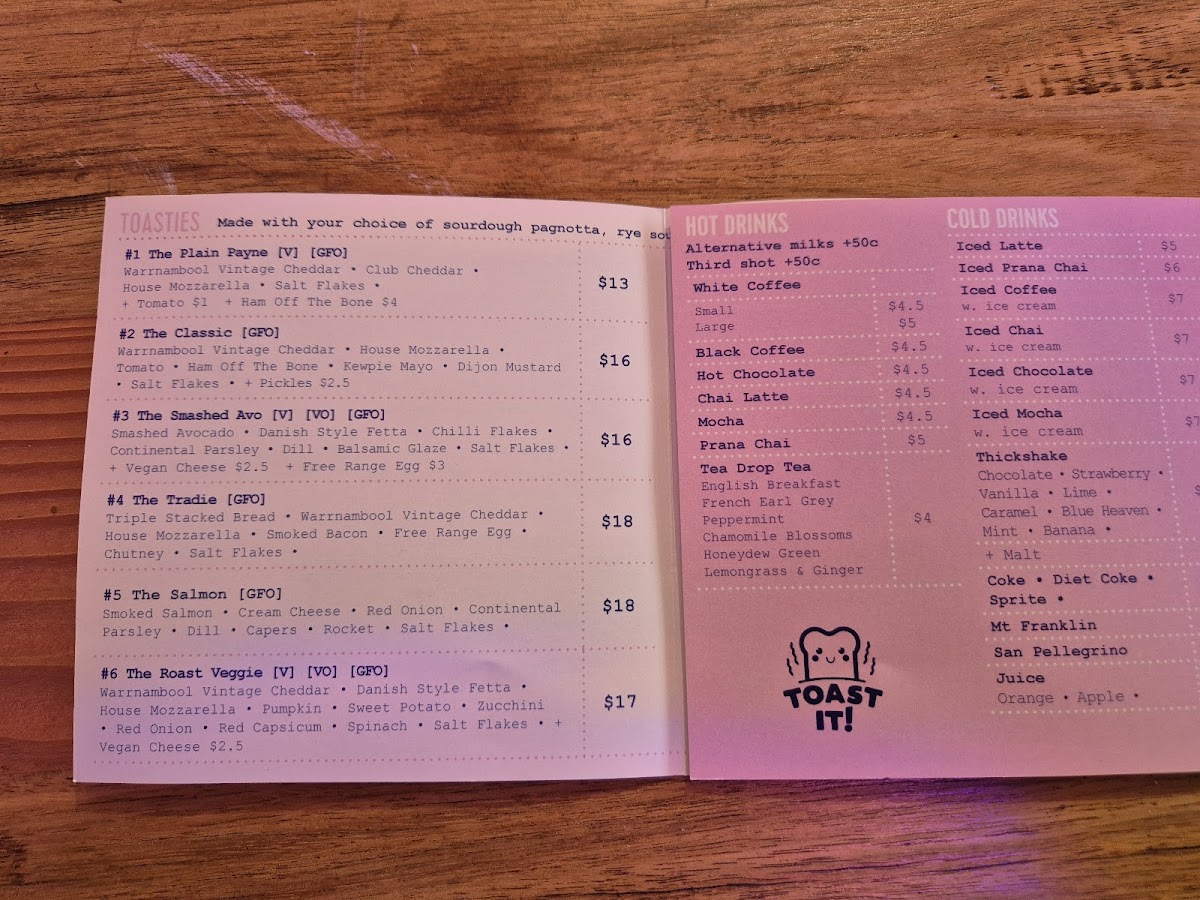 TOASTIES Made with your choice of sourdough pagnotta, rye
#1 The Plain Payne [V] [GFO]
Warrnambool Vintage Cheddar • Club Cheddar •
House Mozzarella • Salt Flakes •
+ Tomato $1 + Ham Off The Bone $4
$13
#2 The Classic [GFO]
Warrnambool Vintage Cheddar • House Mozzarella •
Tomato • Ham Off The Bone • Kewpie Mayo • Dijon Mustard
• Salt Flakes • + Pickles $2.5
$16
#3 The Smashed Avo [V] [VO] [GFO]
Smashed Avocado • Danish Style Fetta • Chilli Flakes •
Continental Parsley • Dill • Balsamic Glaze • Salt Flakes •
+ Vegan Cheese $2.5 + Free Range Egg $3
$16
#4 The Tradie [GFO]
Triple Stacked Bread • Warrnambool Vintage Cheddar •
House Mozzarella • Smoked Bacon • Free Range Egg •
Chutney • Salt Flakes •
$18
#5 The Salmon [GFO]
Smoked Salmon • Cream Cheese • Red Onion • Continental
Parsley • Dill • Capers • Rocket • Salt Flakes •
$18
#6 The Roast Veggie [V] [VO] [GFO]
Warrnambool Vintage Cheddar • Danish Style Fetta •
House Mozzarella • Pumpkin • Sweet Potato • Zucchini
• Red Onion • Red Capsicum • Spinach • Salt Flakes • +
Vegan Cheese $2.5
$17
HOT DRINKS
Alternative milks +50c
Third shot +50c
White Coffee
Small $4.5
Large $5
Black Coffee $4.5
Hot Chocolate $4.5
Chai Latte $4.5
Mocha $4.5
Prana Chai $5
Tea Drop Tea
English Breakfast
French Earl Grey
Peppermint $4
Chamomile Blossoms
Honeydew Green
Lemongrass & Ginger
TOAST
IT!
COLD DRINKS
Iced Latte $5
Iced Prana Chai $6
Iced Coffee $7
w. ice cream
Iced Chai $7
w. ice cream
Iced Chocolate $7
w. ice cream
Iced Mocha $7
w. ice cream
Thickshake
Chocolate • Strawberry •
Vanilla • Lime •
Caramel • Blue Heaven •
Mint • Banana •
+ Malt
Coke • Diet Coke •
Sprite •
Mt Franklin
San Pellegrino
Juice
Orange • Apple •